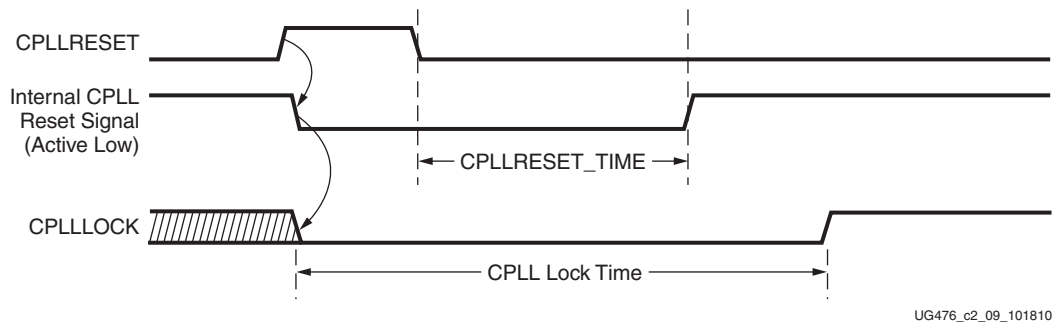 CPLLRESET
Internal CPLL
Reset Signal
(Active Low)
CPLLRESET_TIME
CPLLLOCK
CPLL Lock Time
UG476_c2_09_101810